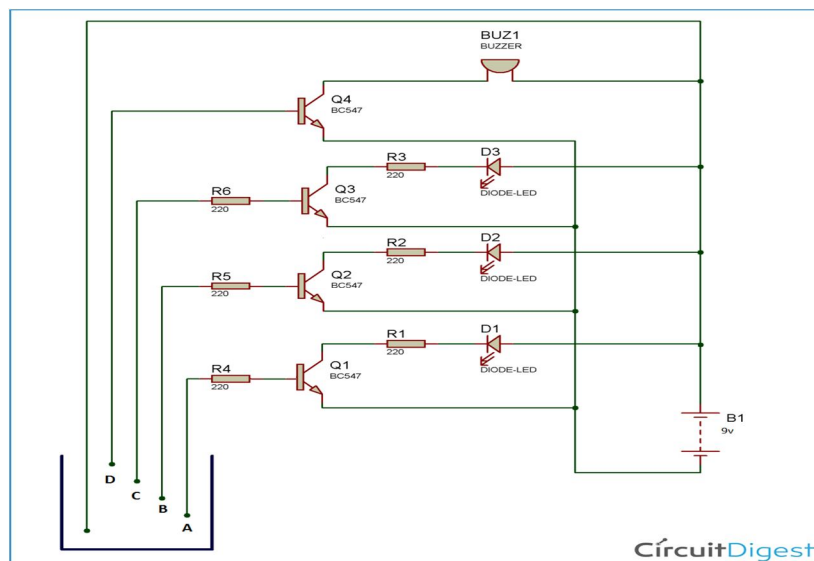 BUZ1
BUZZER
Q4
BC547
R3
220
D3
DIODE-LED
R6
220
Q3
BC547
R2
220
D2
DIODE-LED
R5
220
Q2
BC547
R1
220
D1
DIODE-LED
R4
220
Q1
BC547
B1
9v
D
C
B
A
CircuitDigest